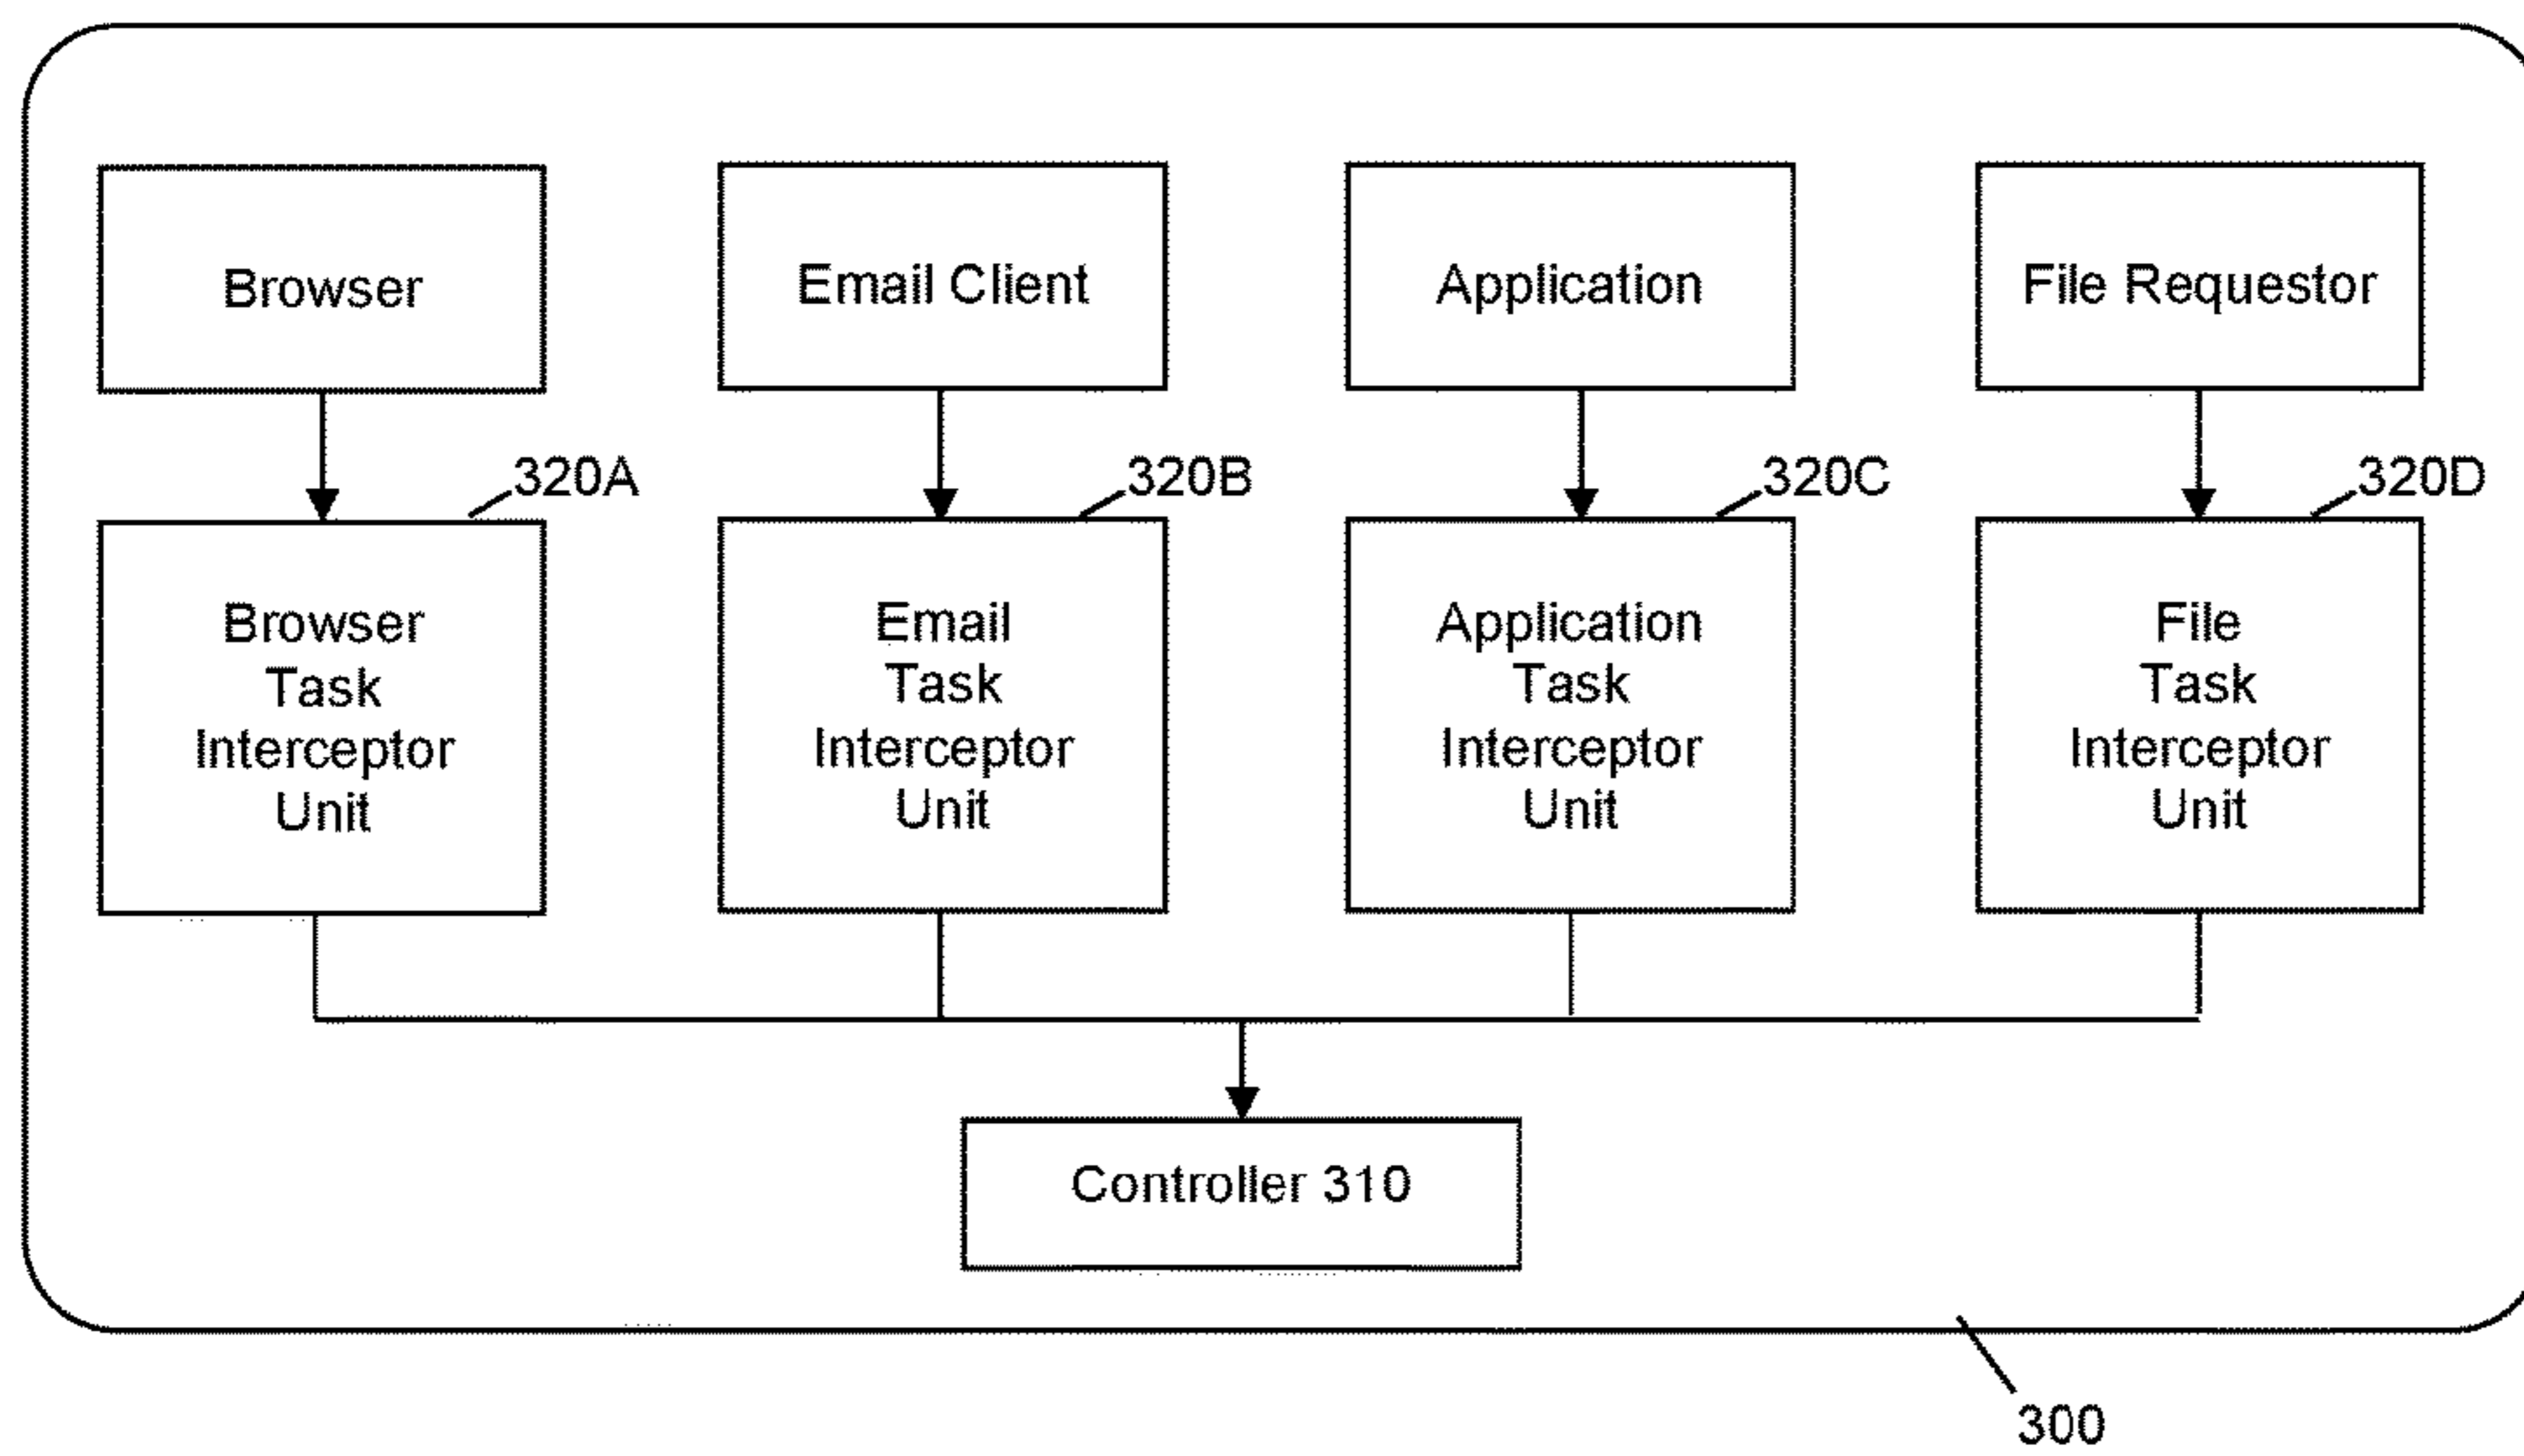 Browser
Email Client
Application
File Requestor
320A
320B
320C
320D
Browser
Task
Interceptor
Unit
Email
Task
Interceptor
Unit
Application
Task
Interceptor
Unit
File
Task
Interceptor
Unit
Controller 310
300